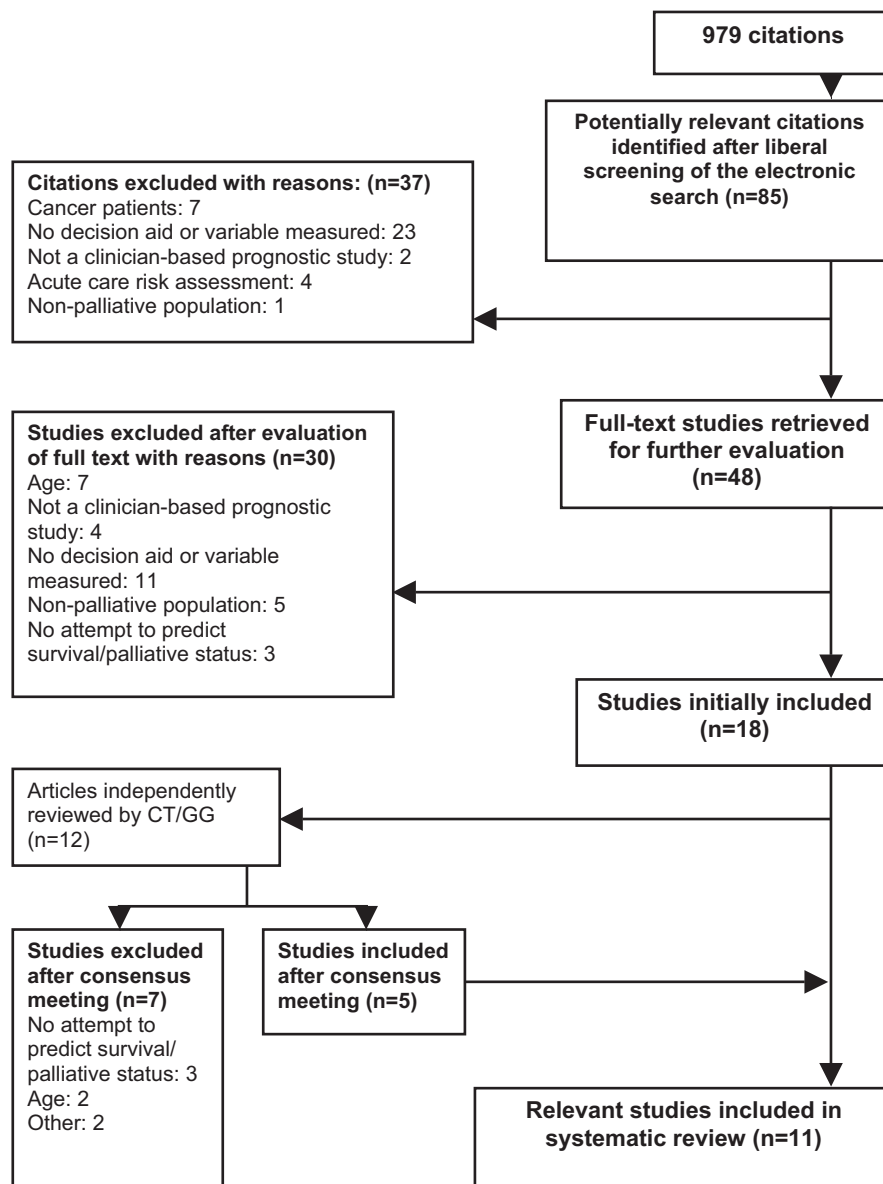 979 citations
Potentially relevant citations
identified after liberal
screening of the electronic
search (n=85)
Citations excluded with reasons: (n=37)
Cancer patients: 7
No decision aid or variable measured: 23
Not a clinician-based prognostic study: 2
Acute care risk assessment: 4
Non-palliative population: 1
Full-text studies retrieved
for further evaluation
(n=48)
Studies excluded after evaluation
of full text with reasons (n=30)
Age: 7
Not a clinician-based prognostic
study: 4
No decision aid or variable
measured: 11
Non-palliative population: 5
No attempt to predict
survival/palliative status: 3
Studies initially included
(n=18)
Articles independently
reviewed by CT/GG
(n=12)
Studies excluded
after consensus
meeting (n=7)
No attempt to
predict survival/
palliative status: 3
Age: 2
Other: 2
Studies included
after consensus
meeting (n=5)
Relevant studies included in
systematic review (n=11)